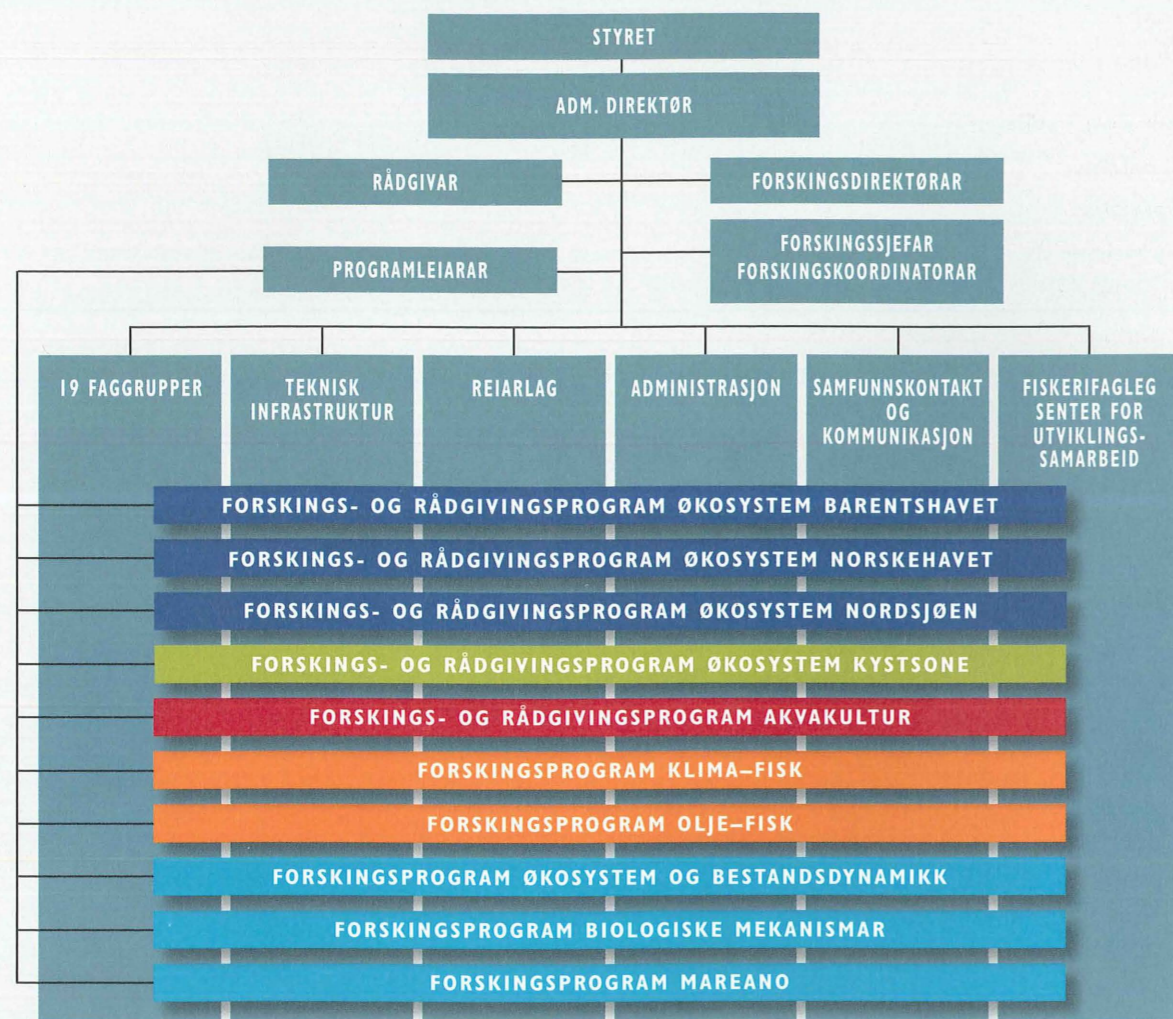 STYRET
ADM. DIREKTØR
RÅDGIVAR
FORSKINGSDIREKTØRAR
PROGRAMLEIARAR
FORSKINGSSJEFAR
FORSKINGSKOORDINATORAR
19 FAGGRUPPER
TEKNISK
INFRASTRUKTUR
REIARLAG
ADMINISTRASJON
SAMFUNNSKONTAKT
OG
KOMMUNIKASJON
FISKERIFAGLEG
SENTER FOR
UTVIKLINGS-
SAMARBEID
FORSKINGS- OG RÅDGIVINGSPROGRAM ØKOSYSTEM BARENTSHAVET
FORSKINGS- OG RÅDGIVINGSPROGRAM ØKOSYSTEM NORSKEHAVET
FORSKINGS- OG RÅDGIVINGSPROGRAM ØKOSYSTEM NORDSJØEN
FORSKINGS- OG RÅDGIVINGSPROGRAM ØKOSYSTEM KYSTSONE
FORSKINGS- OG RÅDGIVINGSPROGRAM AKVAKULTUR
FORSKINGSPROGRAM KLIMA–FISK
FORSKINGSPROGRAM OLJE–FISK
FORSKINGSPROGRAM ØKOSYSTEM OG BESTANDSDYNAMIKK
FORSKINGSPROGRAM BIOLOGISKE MEKANISMAR
FORSKINGSPROGRAM MAREANO